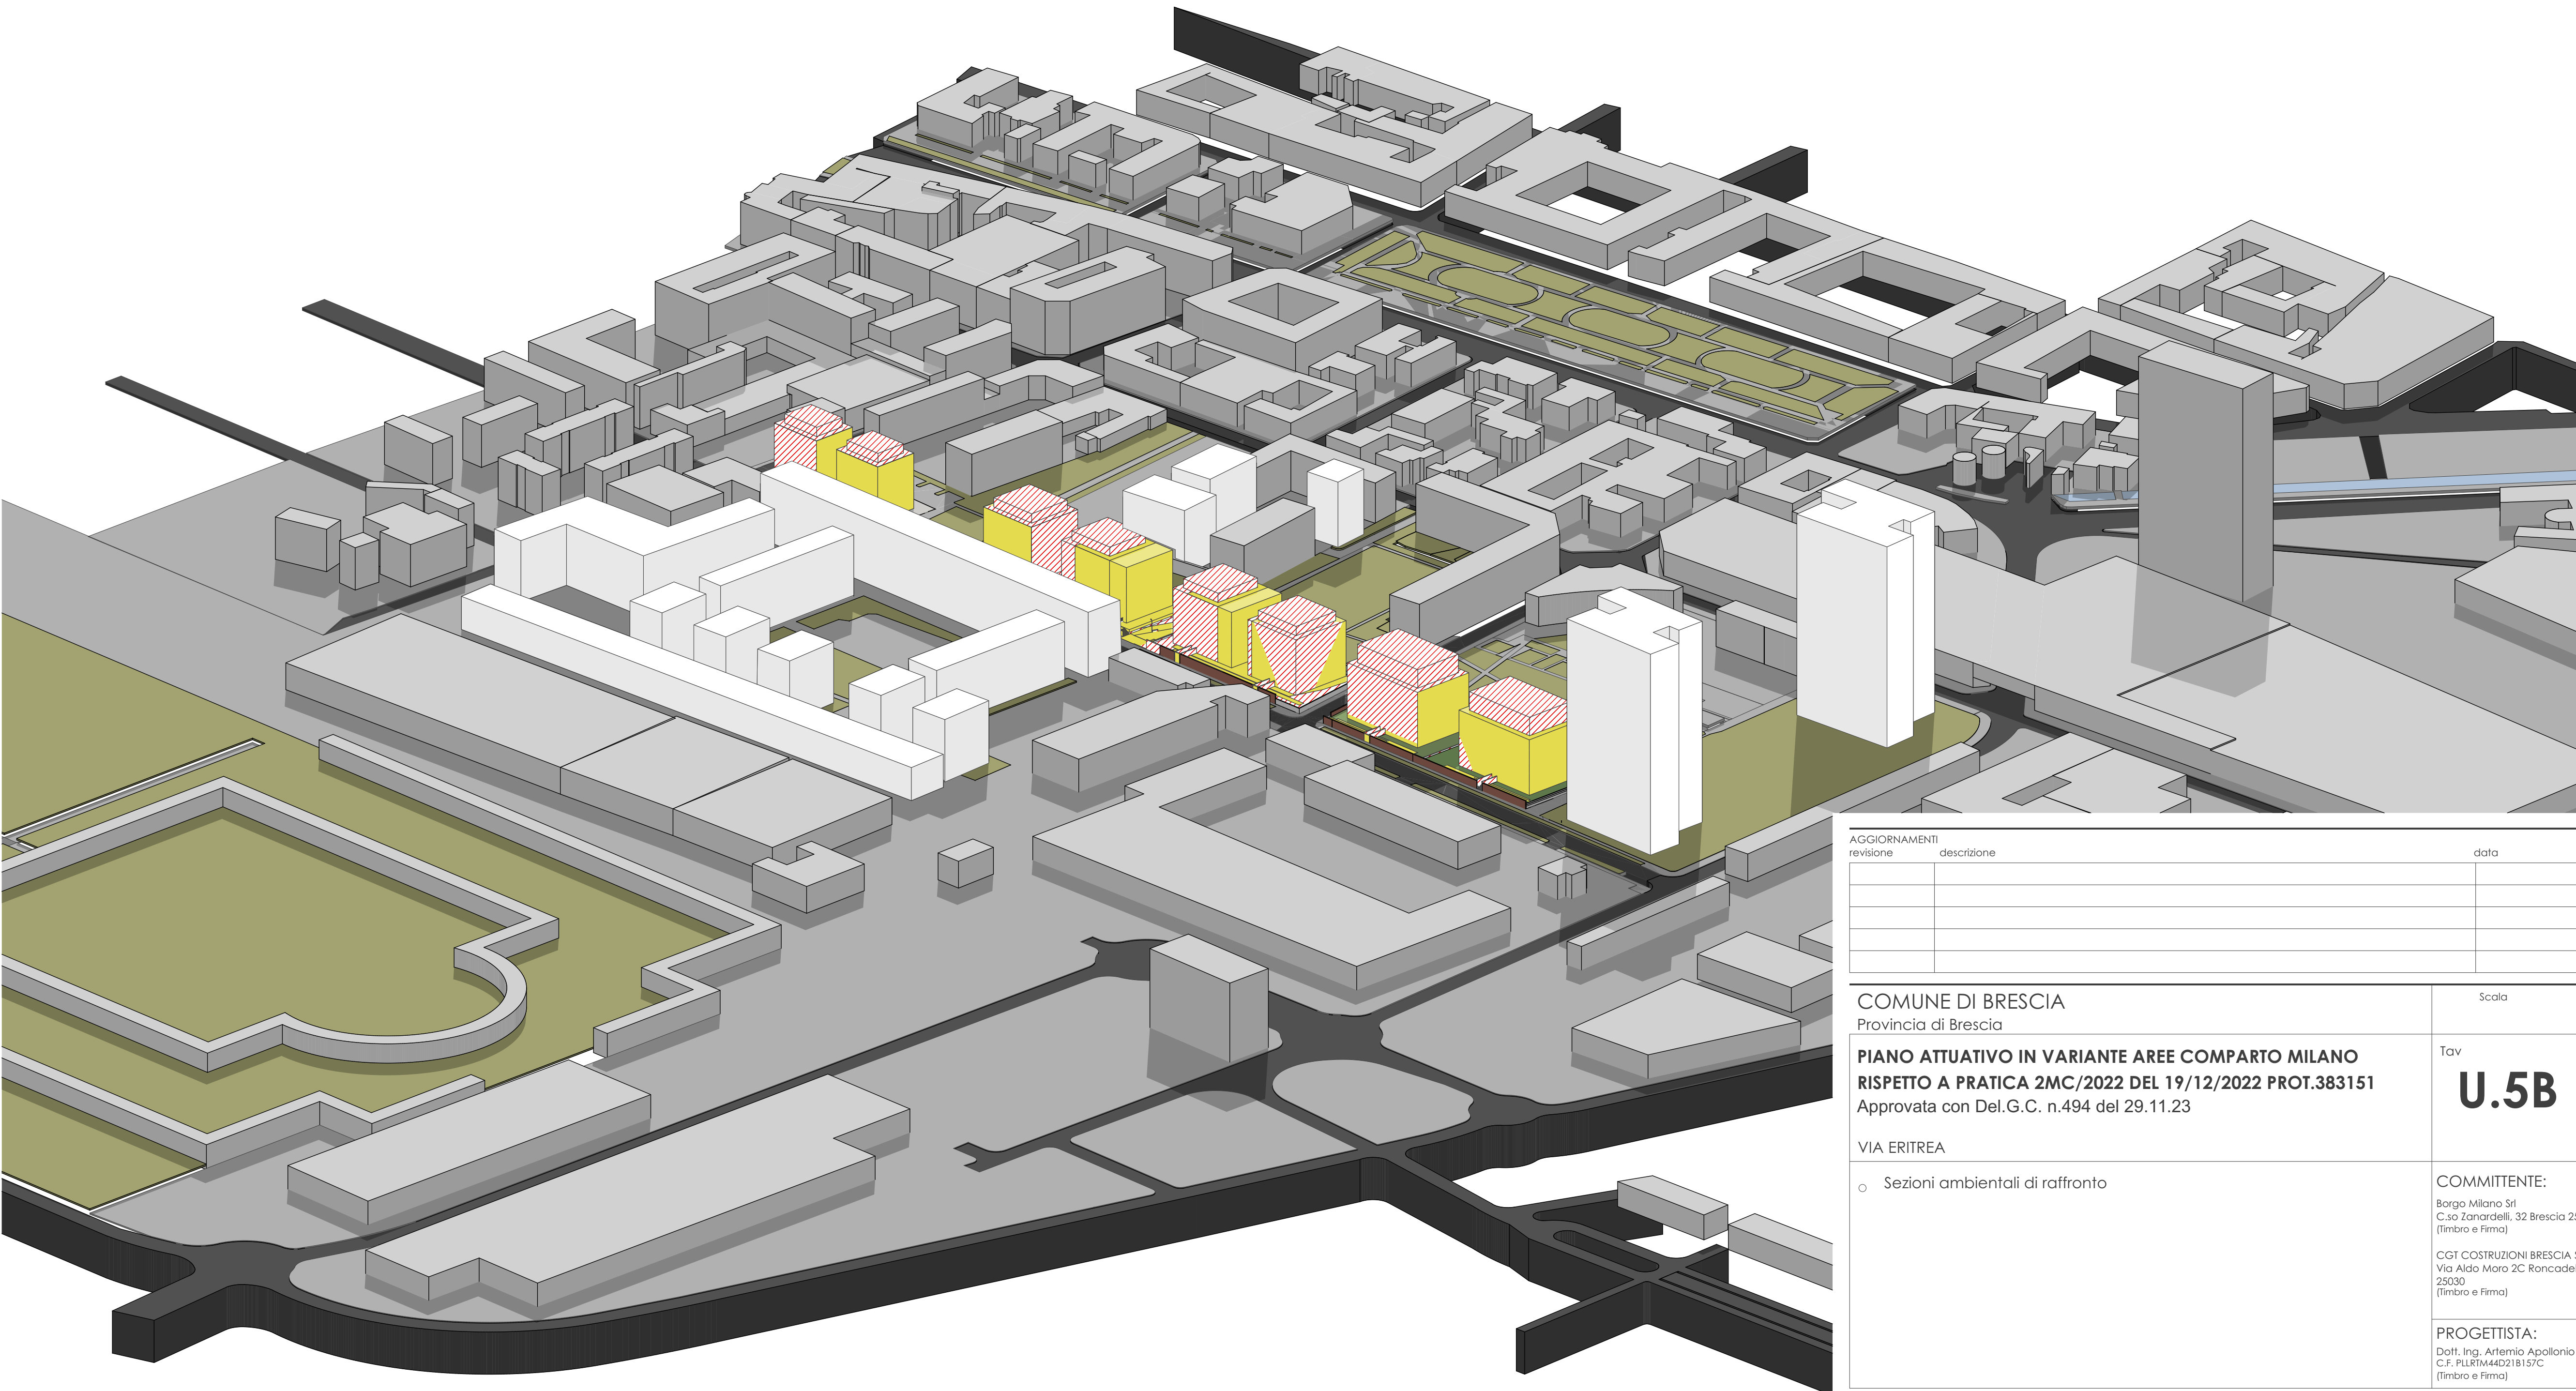 AGGIORNAMENTI
revisione descrizione data
COMUNE DI BRESCIA
Provincia di Brescia
Scala
PIANO ATTUATIVO IN VARIANTE AREE COMPARTO MILANO
RISPETTO A PRATICA 2MC/2022 DEL 19/12/2022 PROT.383151
Approvata con Del.G.C. n.494 del 29.11.23
VIA ERITREA
Tav
U.5B
Sezioni ambientali di raffronto
COMMITTENTE:
Borgo Milano Srl
C.so Zanardelli, 32 Brescia
(Timbro e Firma)
CGT COSTRUZIONI BRESCIA
Via Aldo Moro 2C
25030
(Timbro e Firma)
PROGETTISTA:
Dott. Ing. Artemio Apollonio
C.F. PLLRTM44D21B157C
(Timbro e Firma)